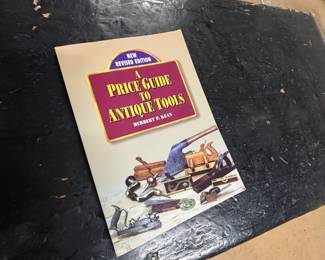 NEW
REVISED EDITION
A
PRICE GUIDE
TO
ANTIQUE TOOLS
HERBERT P. KEAN